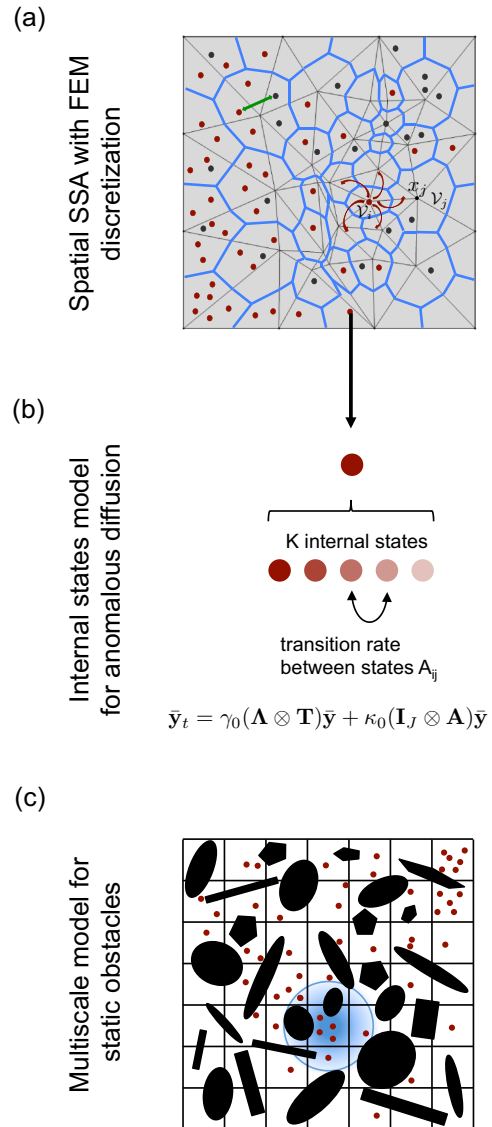 (a)
Spatial SSA with FEM
discretization
x_j
𝒱_i
𝒱_j
(b)
Internal states model
for anomalous diffusion
K internal states
transition rate
between states A_ij
ȳ_t = γ_0(Λ ⊗ T)ȳ + κ_0(I_J ⊗ A)ȳ
(c)
Multiscale model for
static obstacles